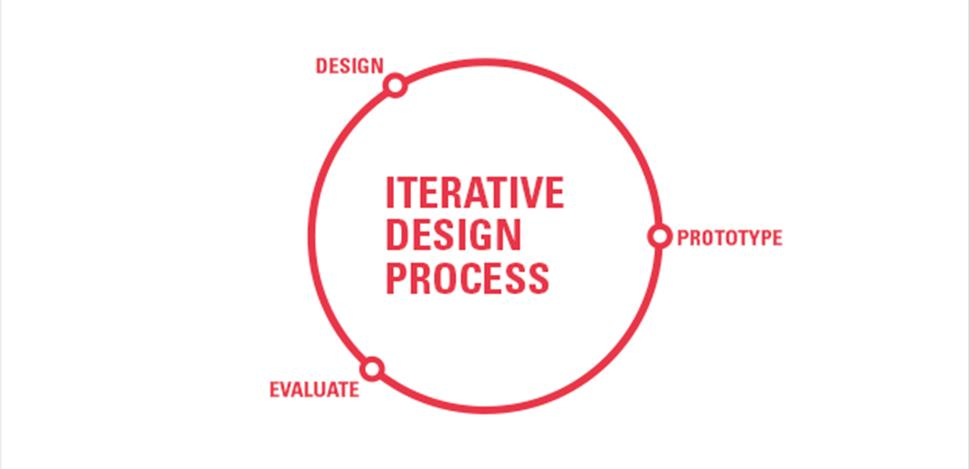 DESIGN
ITERATIVE
DESIGN
PROCESS
PROTOTYPE
EVALUATE